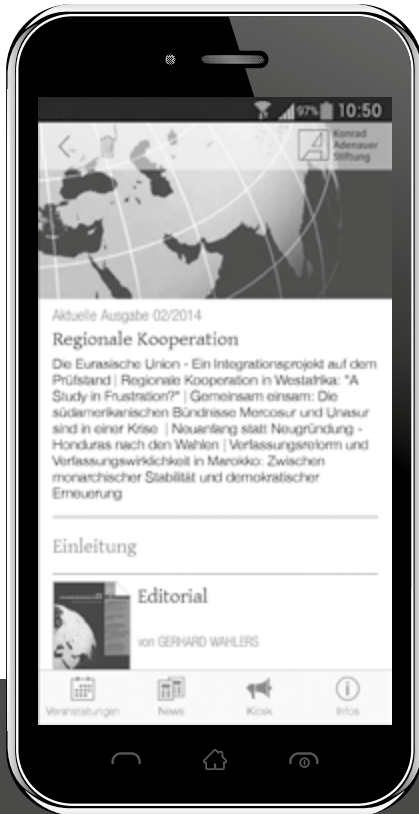 97% 10:50
Konrad
Adenauer
Stiftung
Aktuelle Ausgabe 02/2014
Regionale Kooperation
Die Eurasische Union - Ein Integrationsprojekt auf dem
Prüfstand | Regionale Kooperation in Westafrika: "A
Study in Frustration?" | Gemeinsam einsam: Die
südamerikanischen Bündnisse Mercosur und Unasur
sind in einer Krise | Neuanfang statt Neugründung -
Honduras nach den Wahlen | Verfassungsreform und
Verfassungswirklichkeit in Marokko: Zwischen
monarchischer Stabilität und demokratischer
Erneuerung
Einleitung
Editorial
von GERHARD WAHLERS
Veranstaltungen News Kiosk Infos